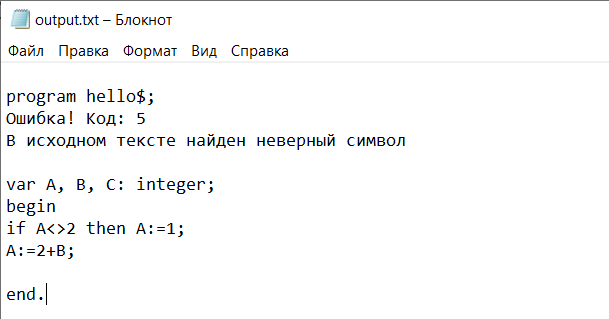 output.txt – Блокнот
Файл Правка Формат Вид Справка
program hello$;
Ошибка! Код: 5
В исходном тексте найден неверный символ
var A, B, C: integer;
begin
if A<>2 then A:=1;
A:=2+B;
end.